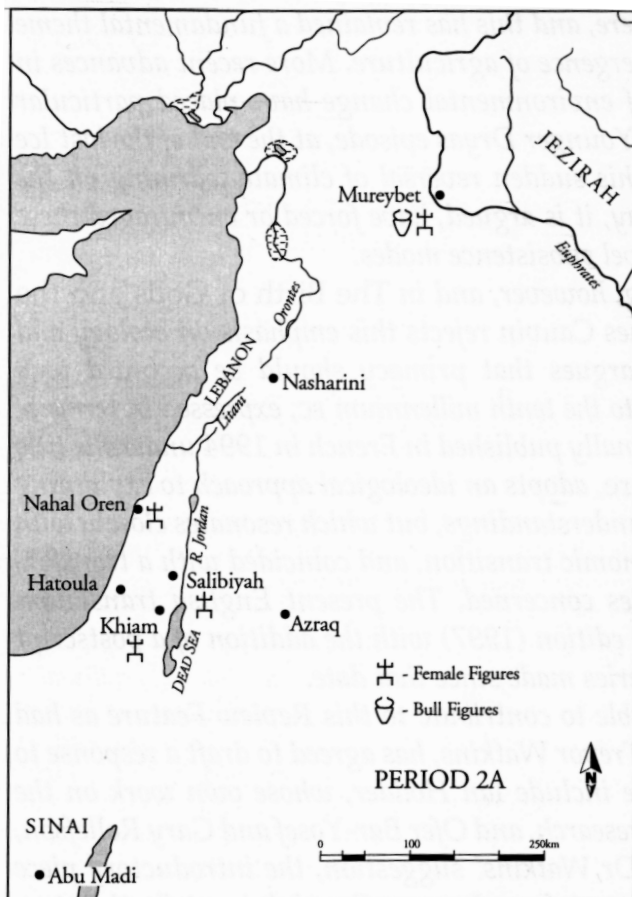 JEZIRAH
Mureybet
Euphrates
Orontes
LEBANON
Nasharini
Litani
Nahal Oren
R. Jordan
Hatoula
Salibiyah
Khiam
Azraq
DEAD SEA
- Female Figures
- Bull Figures
PERIOD 2A
N
SINAI
0 100 250km
Abu Madi